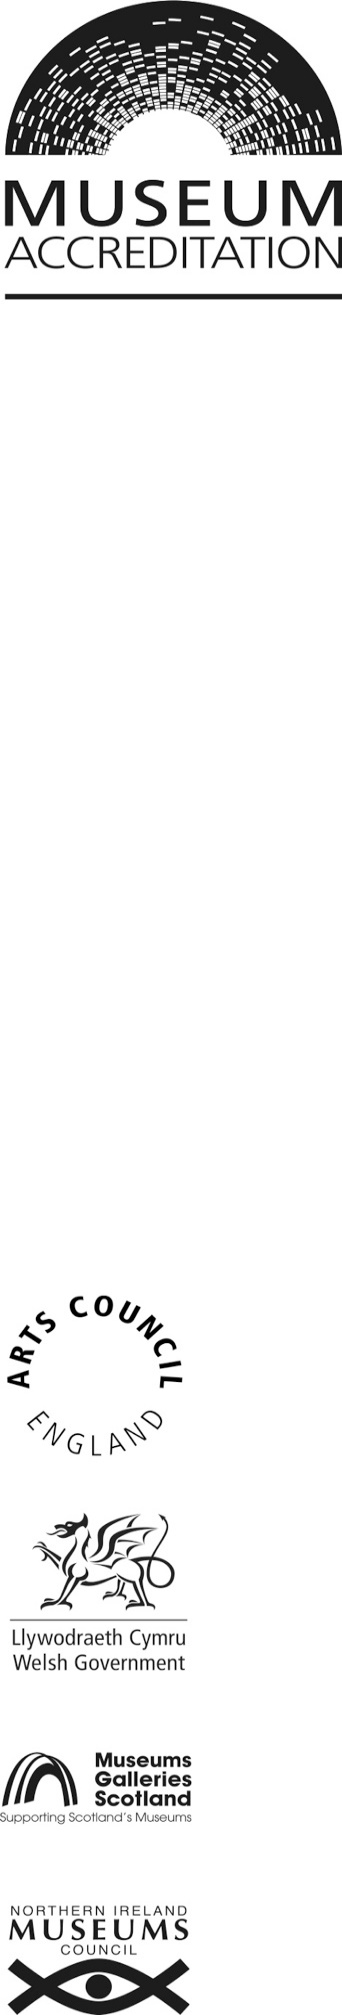 MUSEUM
ACCREDITATION
ARTS COUNCIL
ENGLAND
Llywodraeth Cymru
Welsh Government
Museums
Galleries
Scotland
Supporting Scotland's Museums
NORTHERN IRELAND
MUSEUMS
COUNCIL